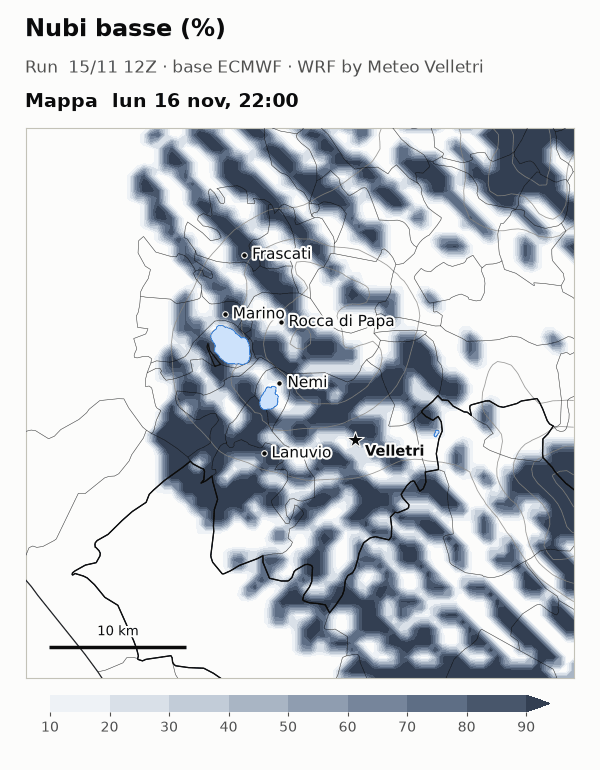 Nubi basse (%)
Run  15/11 12Z · base ECMWF · WRF by Meteo Velletri
Mappa  lun 16 nov, 22:00
Frascati
Marino
Rocca di Papa
Nemi
Velletri
Lanuvio
10 km
10 20 30 40 50 60 70 80 90